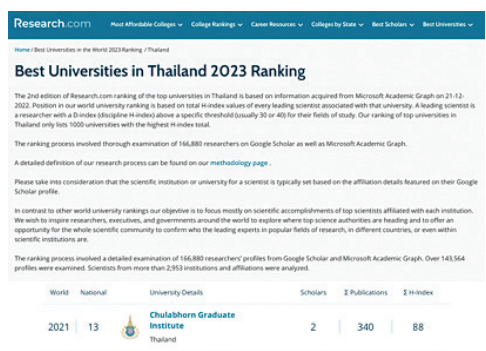 Research.com Most Affordable Colleges College Rankings Career Resources Colleges by State Best Scholars Best Universities
Home / Best Universities in the World 2023 Ranking / Thailand
Best Universities in Thailand 2023 Ranking
The 2nd edition of Research.com ranking of the top universities in Thailand is based on information acquired from Microsoft Academic Graph on 21-12-
2022. Position in our world university ranking is based on total H-index values of every leading scientist associated with that university. A leading scientist is
a researcher with a D-index (discipline H-index) above a specific threshold (usually 30 or 40) for their fields of study. Our ranking of top universities in
Thailand only lists 1000 universities with the highest H-index total.
The ranking process involved thorough examination of 166,880 researchers on Google Scholar as well as Microsoft Academic Graph.
A detailed definition of our research process can be found on our methodology page .
Please take into consideration that the scientific institution or university for a scientist is typically set based on the affiliation details featured on their Google
Scholar profile.
In contrast to other world university rankings our objevtive is to focus mostly on scientific accomplishments of top scientists affiliated with each institution.
We wish to inspire researchers, executives, and governments around the world to explore where top science authorities are heading and to offer an
opportunity for the whole scientific community to confirm who the leading experts in popular fields of research, in different countries, or even within
scientific institutions are.
The ranking process involved a detailed examination of 166,880 researchers' profiles from Google Scholar and Microsoft Academic Graph. Over 143,564
profiles were examined. Scientists from more than 2,953 institutions and affiliations were analyzed.
World National University Details Scholars Σ Publications Σ H-Index
2021 13 Chulabhorn Graduate Institute 2 340 88
Thailand